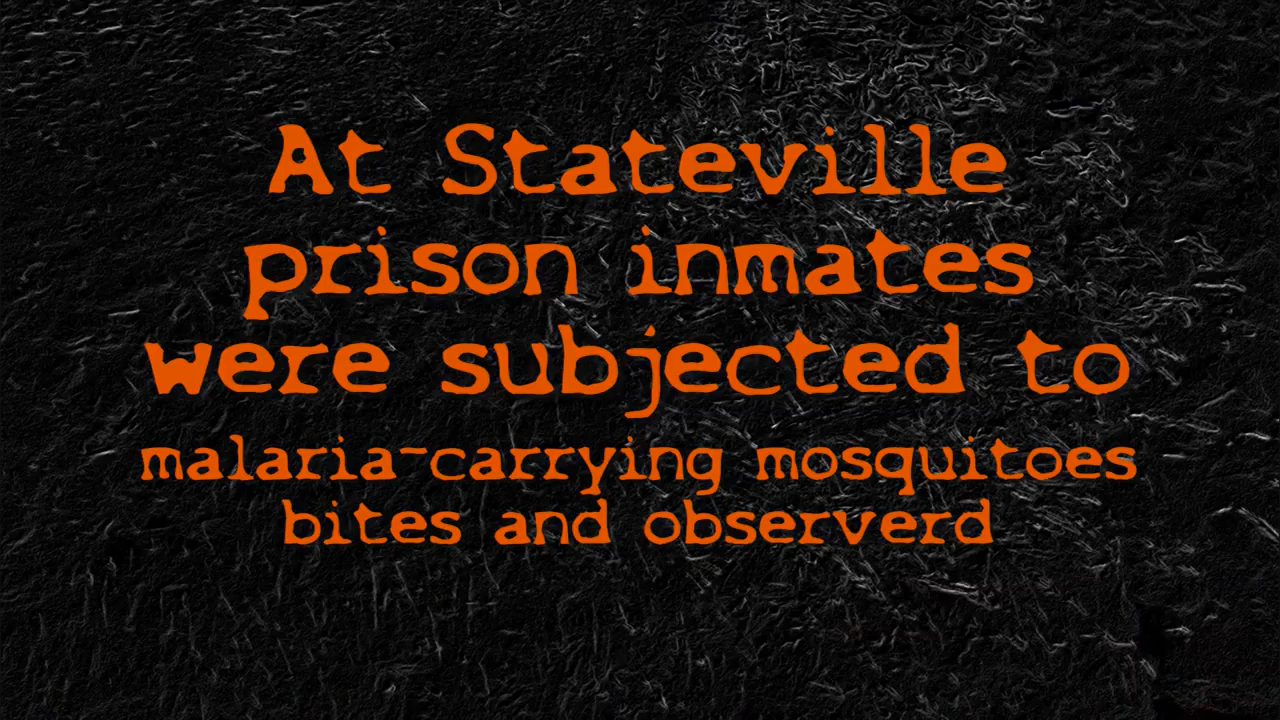 At Stateville
prison inmates
were subjected to
malaria-carrying mosquitoes
bites and observerd